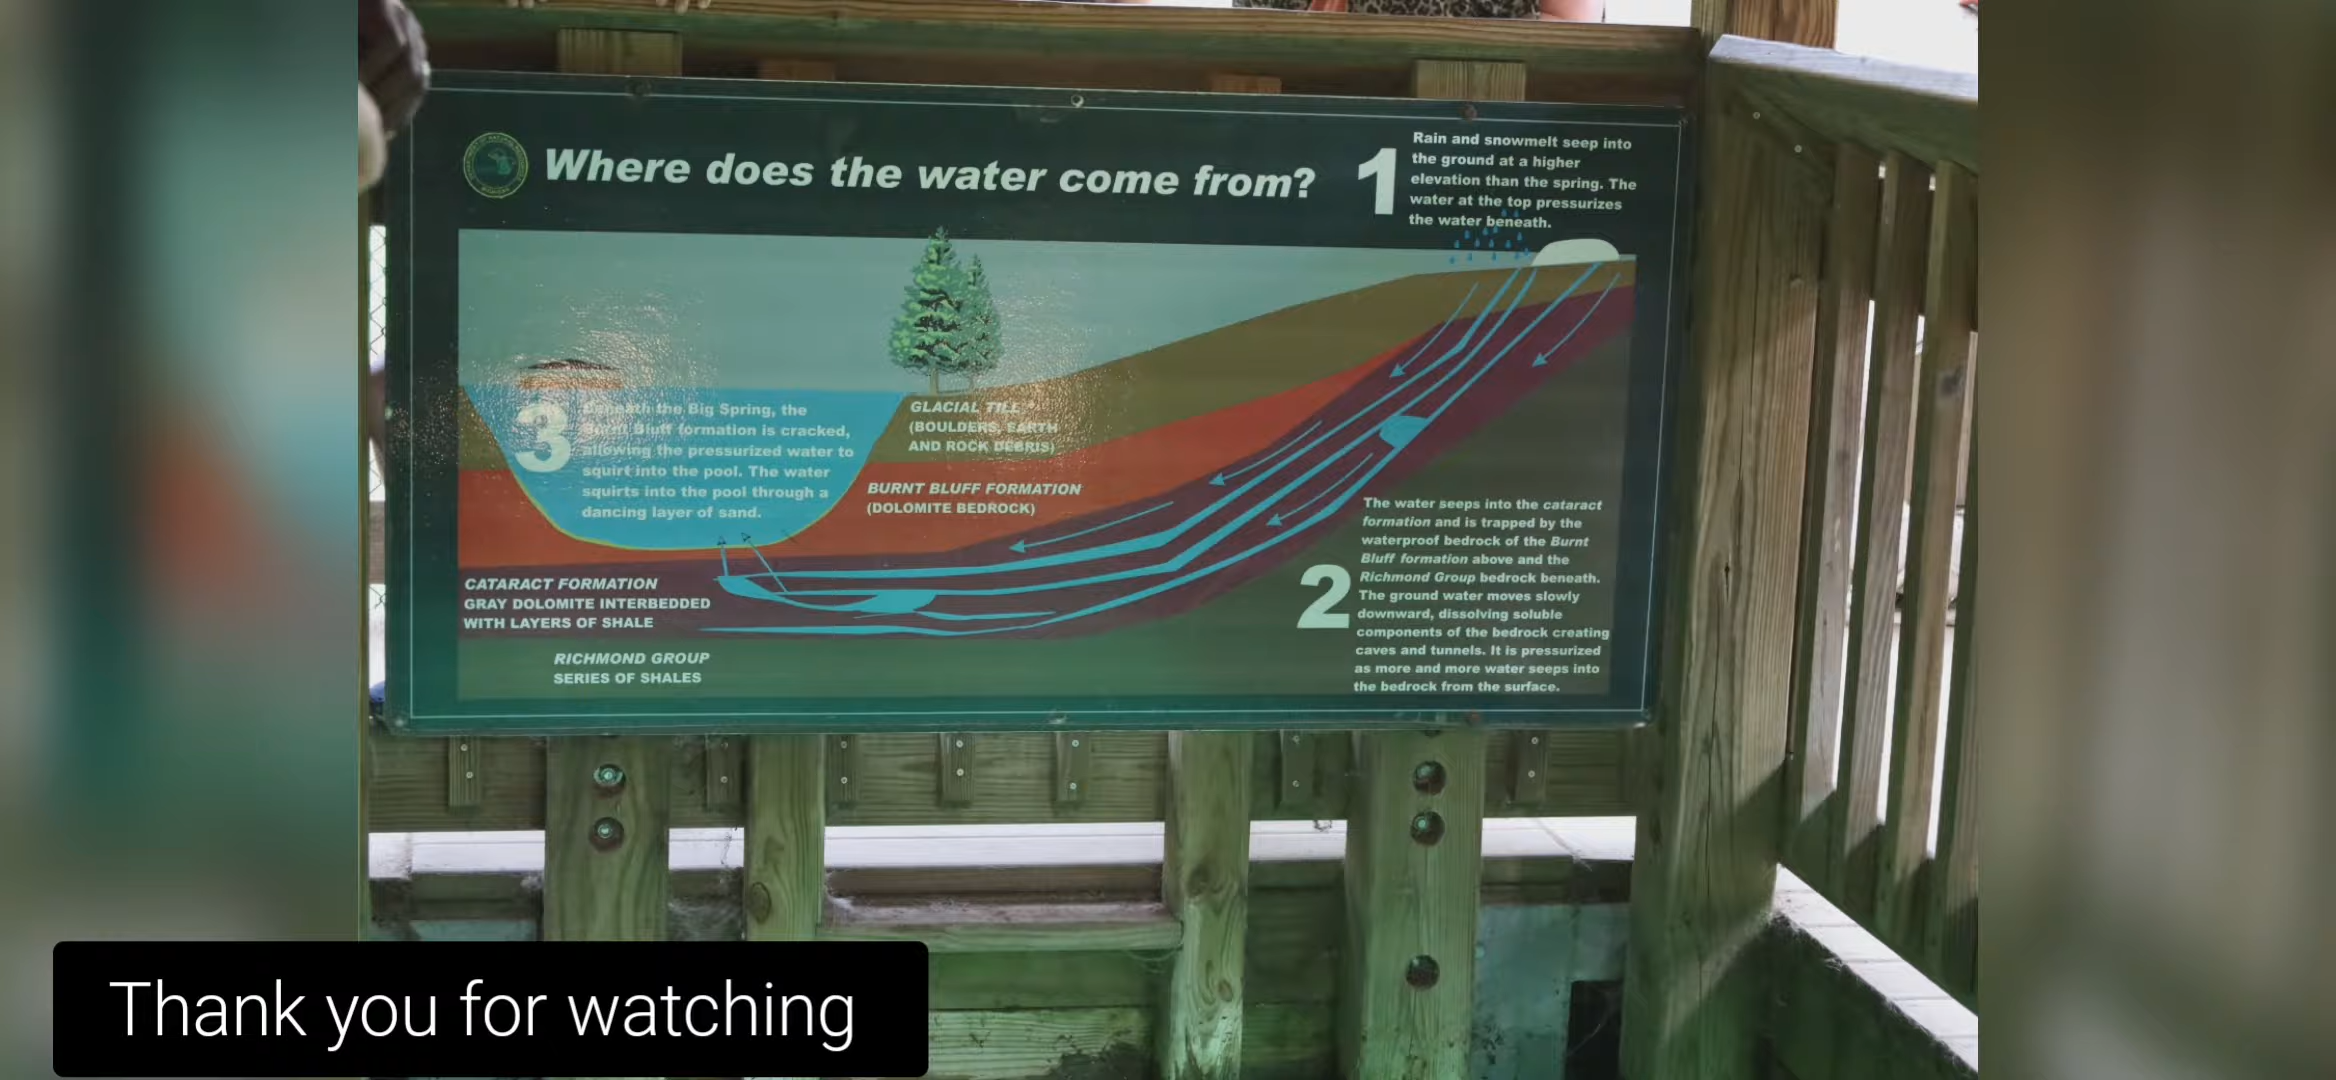 Where does the water come from?
1
Rain and snowmelt seep into
the ground at a higher
elevation than the spring. The
water at the top pressurizes
the water beneath.
3
Beneath the Big Spring, the
Burnt Bluff formation is cracked,
allowing the pressurized water to
squirt into the pool. The water
squirts into the pool through a
dancing layer of sand.
GLACIAL TILL
(BOULDERS, EARTH
AND ROCK DEBRIS)
BURNT BLUFF FORMATION
(DOLOMITE BEDROCK)
CATARACT FORMATION
GRAY DOLOMITE INTERBEDDED
WITH LAYERS OF SHALE
RICHMOND GROUP
SERIES OF SHALES
2
The water seeps into the cataract
formation and is trapped by the
waterproof bedrock of the Burnt
Bluff formation above and the
Richmond Group bedrock beneath.
The ground water moves slowly
downward, dissolving soluble
components of the bedrock creating
caves and tunnels. It is pressurized
as more and more water seeps into
the bedrock from the surface.
Thank you for watching